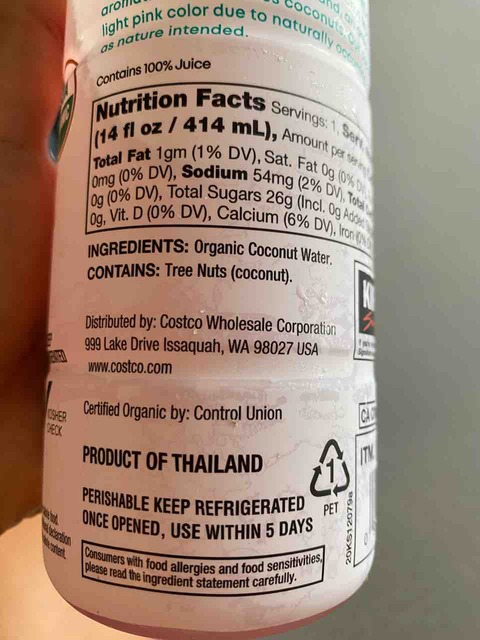 coconuts.
light pink color due to naturally
as nature intended.
Contains 100% Juice
Nutrition Facts Servings: 1,
(14 fl oz / 414 mL), Amount per
Total Fat 1gm (1% DV), Sat. Fat 0g (0%
0mg (0% DV), Sodium 54mg (2% DV),
0g (0% DV), Total Sugars 26g (Incl. 0g Added
0g, Vit. D (0% DV), Calcium (6% DV), Iron
INGREDIENTS: Organic Coconut Water.
CONTAINS: Tree Nuts (coconut).
Distributed by: Costco Wholesale Corporation
999 Lake Drive Issaquah, WA 98027 USA
www.costco.com
KOSHER
CHECK
Certified Organic by: Control Union
PRODUCT OF THAILAND
1
PET
PERISHABLE KEEP REFRIGERATED
ONCE OPENED, USE WITHIN 5 DAYS
20KS12079a
Consumers with food allergies and food sensitivities,
please read the ingredient statement carefully.